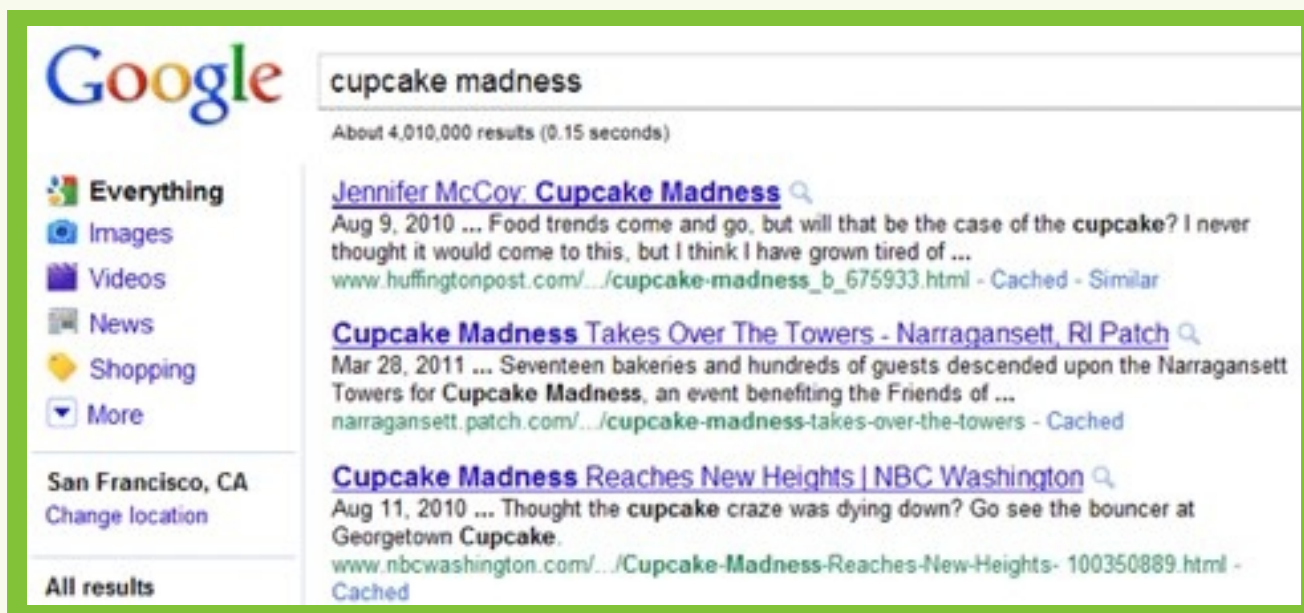 Google
cupcake madness
About 4,010,000 results (0.15 seconds)
Everything
Images
Videos
News
Shopping
More
San Francisco, CA
Change location
All results
Jennifer McCoy: Cupcake Madness
Aug 9, 2010 ... Food trends come and go, but will that be the case of the cupcake? I never
thought it would come to this, but I think I have grown tired of ...
www.huffingtonpost.com/.../cupcake-madness_b_675933.html - Cached - Similar
Cupcake Madness Takes Over The Towers - Narragansett, RI Patch
Mar 28, 2011 ... Seventeen bakeries and hundreds of guests descended upon the Narragansett
Towers for Cupcake Madness, an event benefiting the Friends of ...
narragansett.patch.com/.../cupcake-madness-takes-over-the-towers - Cached
Cupcake Madness Reaches New Heights | NBC Washington
Aug 11, 2010 ... Thought the cupcake craze was dying down? Go see the bouncer at
Georgetown Cupcake.
www.nbcwashington.com/.../Cupcake-Madness-Reaches-New-Heights- 100350889.html -
Cached